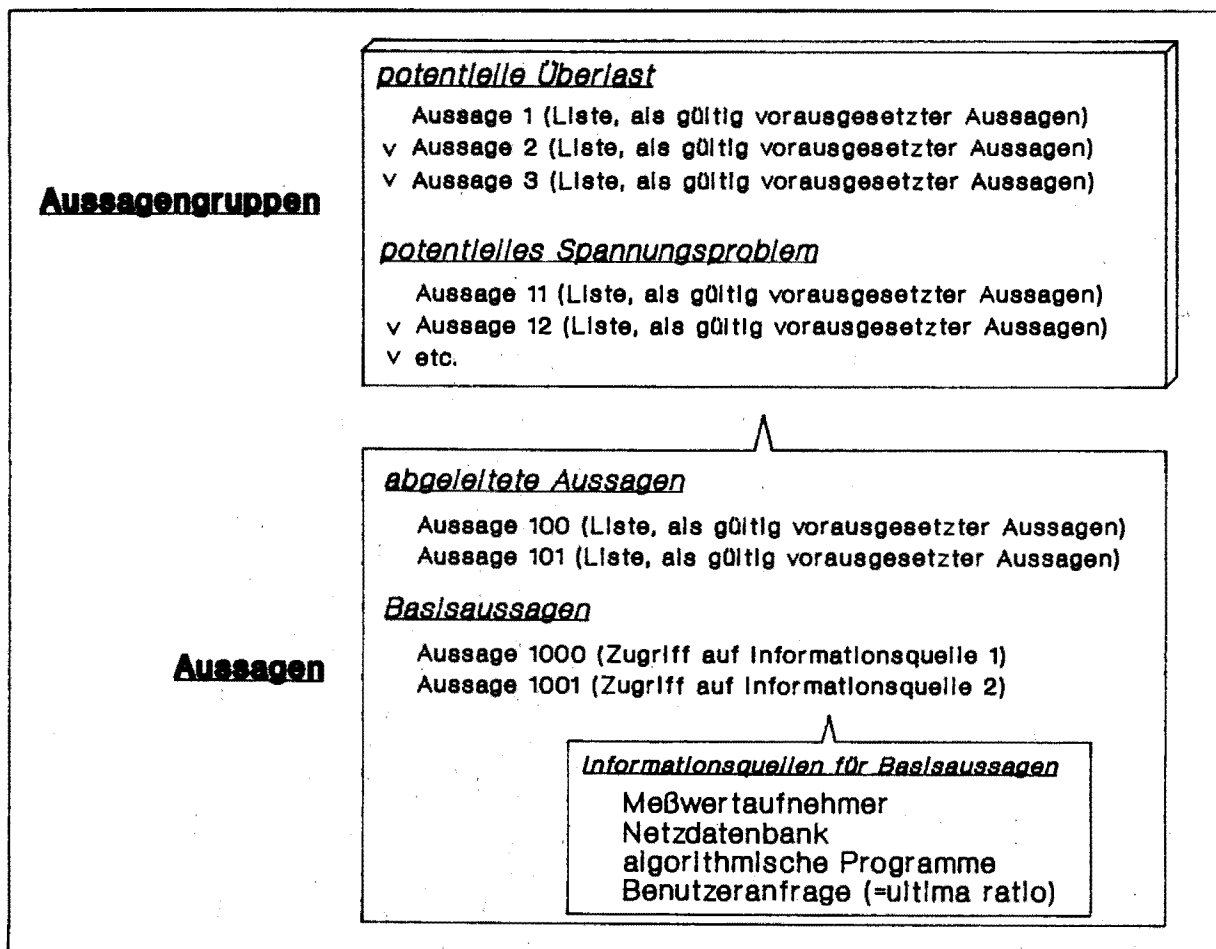 potentielle Überlast
Aussage 1 (Liste, als gültig vorausgesetzter Aussagen)
v Aussage 2 (Liste, als gültig vorausgesetzter Aussagen)
v Aussage 3 (Liste, als gültig vorausgesetzter Aussagen)
Aussagengruppen
potentielles Spannungsproblem
Aussage 11 (Liste, als gültig vorausgesetzter Aussagen)
v Aussage 12 (Liste, als gültig vorausgesetzter Aussagen)
v etc.
abgeleitete Aussagen
Aussage 100 (Liste, als gültig vorausgesetzter Aussagen)
Aussage 101 (Liste, als gültig vorausgesetzter Aussagen)
Basisaussagen
Aussage 1000 (Zugriff auf Informationsquelle 1)
Aussagen
Aussage 1001 (Zugriff auf Informationsquelle 2)
Informationsquellen für Basisaussagen
Meßwertaufnehmer
Netzdatenbank
algorithmische Programme
Benutzeranfrage (=ultima ratio)